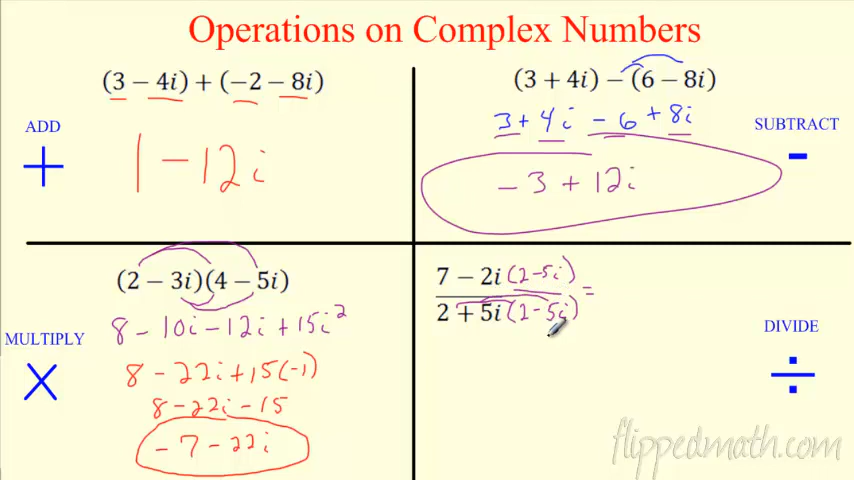 Operations on Complex Numbers
(3 − 4i) + (−2 − 8i)
ADD
+
1 − 12i
(3 + 4i) − (6 − 8i)
3 + 4i − 6 + 8i
SUBTRACT
-
− 3 + 12i
(2 − 3i)(4 − 5i)
8 − 10i − 12i + 15i²
MULTIPLY
×
8 − 22i + 15(−1)
8 − 22i − 15
− 7 − 22i
7 − 2i (2 − 5i)
2 + 5i (2 − 5i)
=
DIVIDE
÷
flippedmath.com